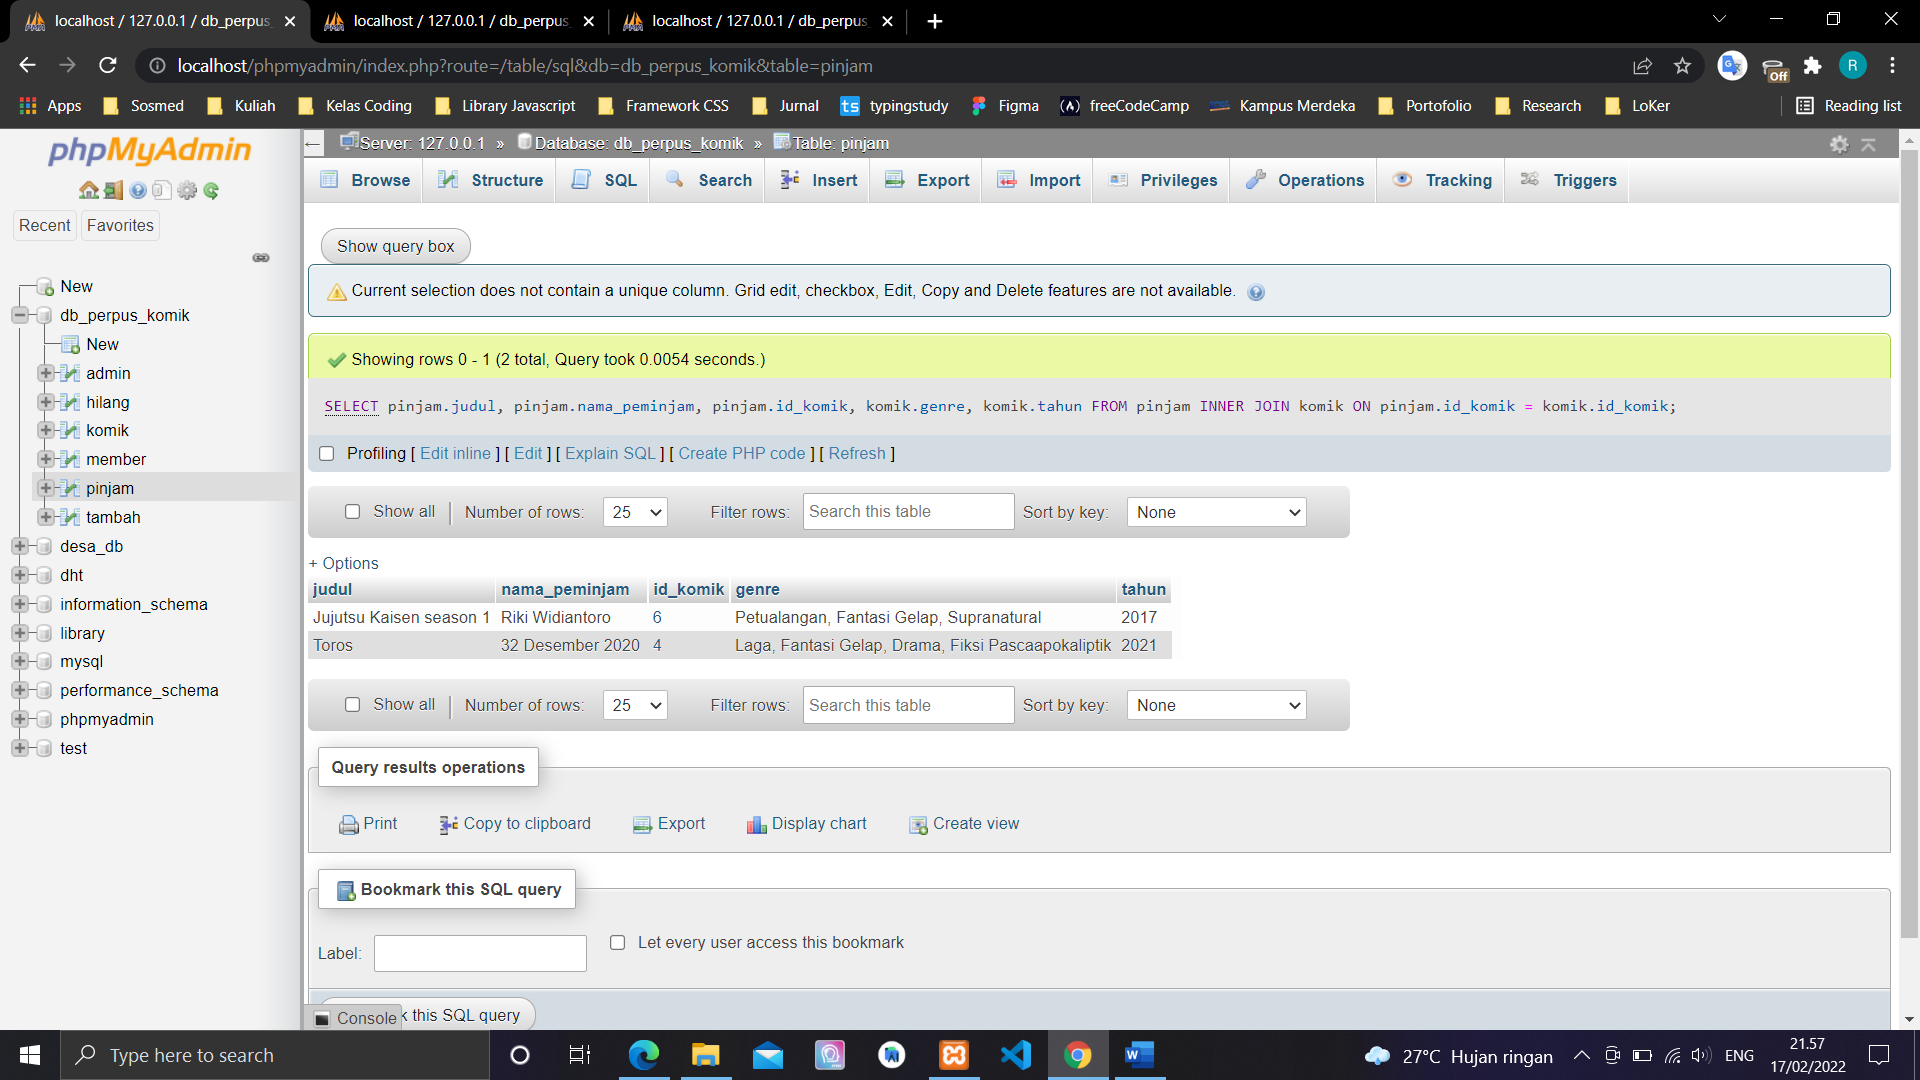 localhost / 127.0.0.1 / db_perpus_
localhost / 127.0.0.1 / db_perpus_
localhost / 127.0.0.1 / db_perpus_
localhost/phpmyadmin/index.php?route=/table/sql&db=db_perpus_komik&table=pinjam
Off
R
Apps
Sosmed
Kuliah
Kelas Coding
Library Javascript
Framework CSS
Jurnal
ts typingstudy
Figma
freeCodeCamp
Kampus Merdeka
Portofolio
Research
LoKer
Reading list
phpMyAdmin
Recent
Favorites
New
db_perpus_komik
New
admin
hilang
komik
member
pinjam
tambah
desa_db
dht
information_schema
library
mysql
performance_schema
phpmyadmin
test
Server: 127.0.0.1 » Database: db_perpus_komik » Table: pinjam
Browse
Structure
SQL
Search
Insert
Export
Import
Privileges
Operations
Tracking
Triggers
Show query box
Current selection does not contain a unique column. Grid edit, checkbox, Edit, Copy and Delete features are not available.
Showing rows 0 - 1 (2 total, Query took 0.0054 seconds.)
SELECT pinjam.judul, pinjam.nama_peminjam, pinjam.id_komik, komik.genre, komik.tahun FROM pinjam INNER JOIN komik ON pinjam.id_komik = komik.id_komik;
Profiling [ Edit inline ] [ Edit ] [ Explain SQL ] [ Create PHP code ] [ Refresh ]
Show all | Number of rows: 25 Filter rows: Search this table Sort by key: None
+ Options
judul nama_peminjam id_komik genre tahun
Jujutsu Kaisen season 1 Riki Widiantoro 6 Petualangan, Fantasi Gelap, Supranatural 2017
Toros 32 Desember 2020 4 Laga, Fantasi Gelap, Drama, Fiksi Pascaapokaliptik 2021
Show all | Number of rows: 25 Filter rows: Search this table Sort by key: None
Query results operations
Print
Copy to clipboard
Export
Display chart
Create view
Bookmark this SQL query
Label:
Let every user access this bookmark
Console
k this SQL query
Type here to search
27°C Hujan ringan
ENG
21.57
17/02/2022